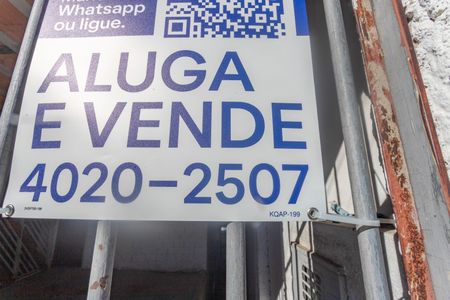 Whatsapp
ou ligue.
ALUGA
E VENDE
4020-2507
KQAP-199